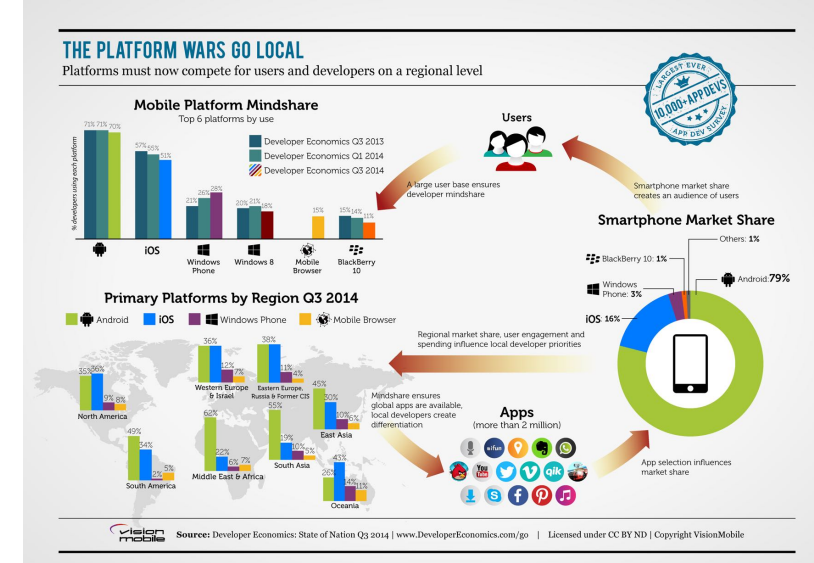 THE PLATFORM WARS GO LOCAL
Platforms must now compete for users and developers on a regional level
LARGEST EVER
10,000+ APP DEVS
APP DEV SURVEY
Mobile Platform Mindshare
Top 6 platforms by use
% developers using each platform
Developer Economics Q3 2013
Developer Economics Q1 2014
Developer Economics Q3 2014
71% 71% 70%
57% 55% 51%
21% 26% 28%
20% 21% 18%
15%
15% 14% 11%
iOS
Windows
Phone
Windows 8
Mobile
Browser
BlackBerry
10
Users
A large user base ensures
developer mindshare
Smartphone market share
creates an audience of users
Smartphone Market Share
Others: 1%
BlackBerry 10: 1%
Android: 79%
Windows
Phone: 3%
iOS: 16%
Primary Platforms by Region Q3 2014
Android iOS Windows Phone Mobile Browser
35% 36% 9% 8%
North America
36% 12% 7%
Western Europe
& Israel
38% 11% 4%
Eastern Europe,
Russia & Former CIS
45% 30% 10% 6%
East Asia
49% 34% 2% 5%
South America
62% 22% 6% 7%
Middle East & Africa
55% 19% 10% 5%
South Asia
26% 43% 14% 11%
Oceania
Regional market share, user engagement and
spending influence local developer priorities
Mindshare ensures
global apps are available,
local developers create
differentiation
Apps
(more than 2 million)
You
Tube
qik
App selection influences
market share
vision
mobile
Source: Developer Economics: State of Nation Q3 2014 | www.DeveloperEconomics.com/go | Licensed under CC BY ND | Copyright VisionMobile